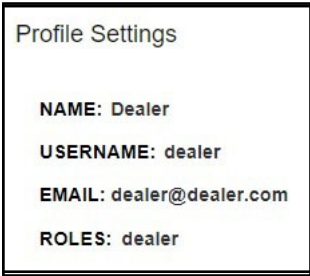 Profile Settings
NAME: Dealer
USERNAME: dealer
EMAIL: dealer@dealer.com
ROLES: dealer